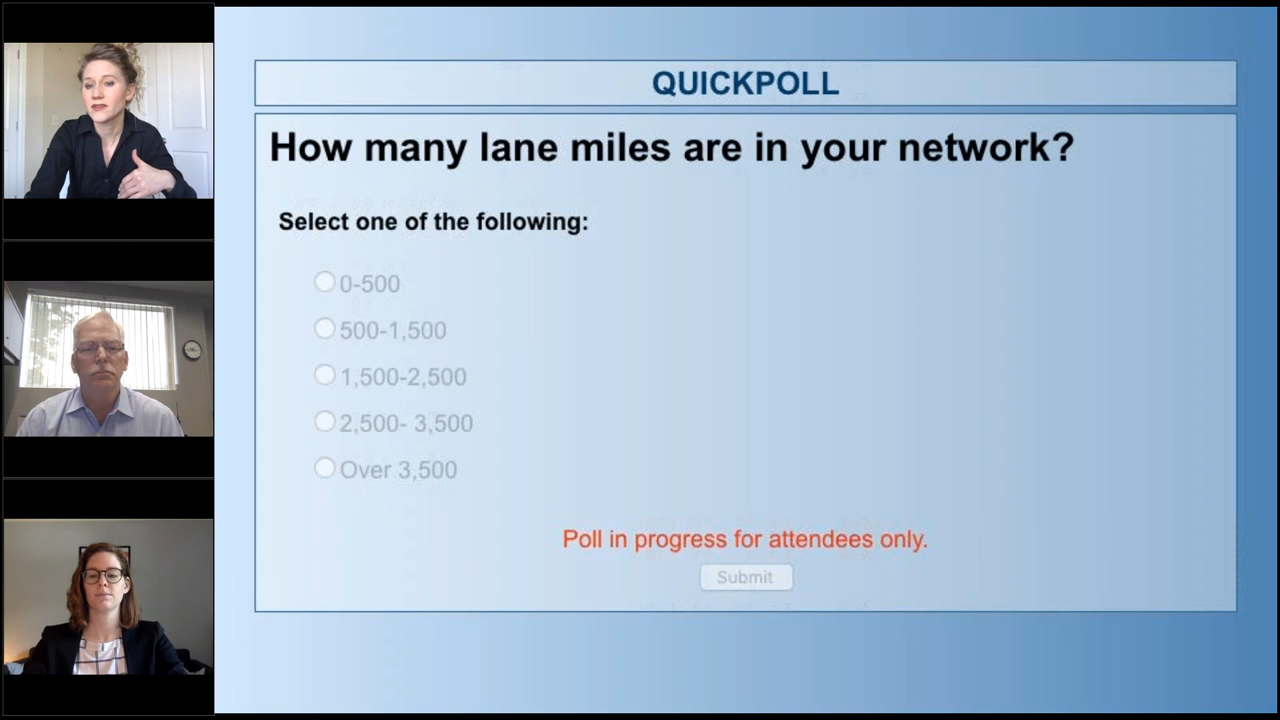 QUICKPOLL
How many lane miles are in your network?
Select one of the following:
0-500
500-1,500
1,500-2,500
2,500- 3,500
Over 3,500
Poll in progress for attendees only.
Submit